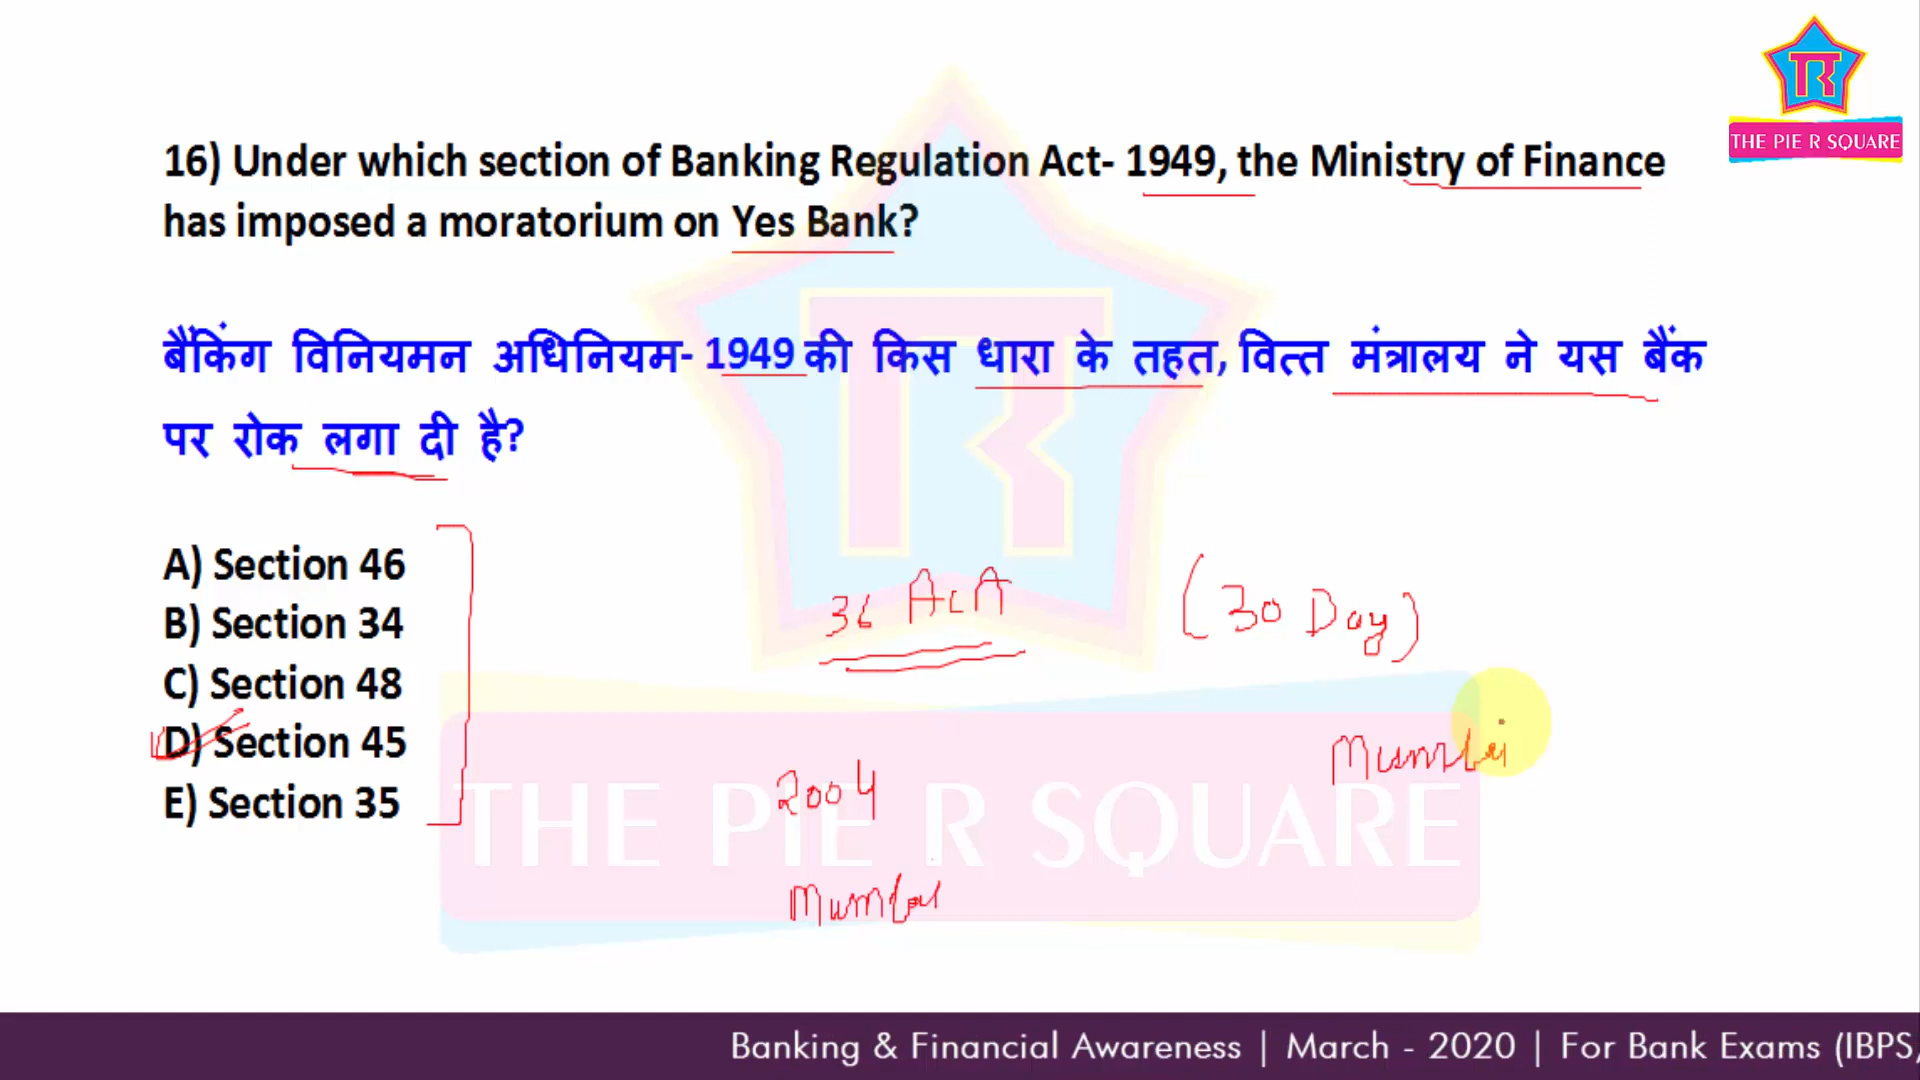 THE PIE R SQUARE
16) Under which section of Banking Regulation Act- 1949, the Ministry of Finance
has imposed a moratorium on Yes Bank?
बैंकिंग विनियमन अधिनियम- 1949 की किस धारा के तहत, वित्त मंत्रालय ने यस बैंक
पर रोक लगा दी है?
A) Section 46
B) Section 34
C) Section 48
D) Section 45
E) Section 35
36 ACA
(30 Day)
Mumbai
2004
Mumbai
THE PIE R SQUARE
Banking & Financial Awareness | March - 2020 | For Bank Exams (IBPS,